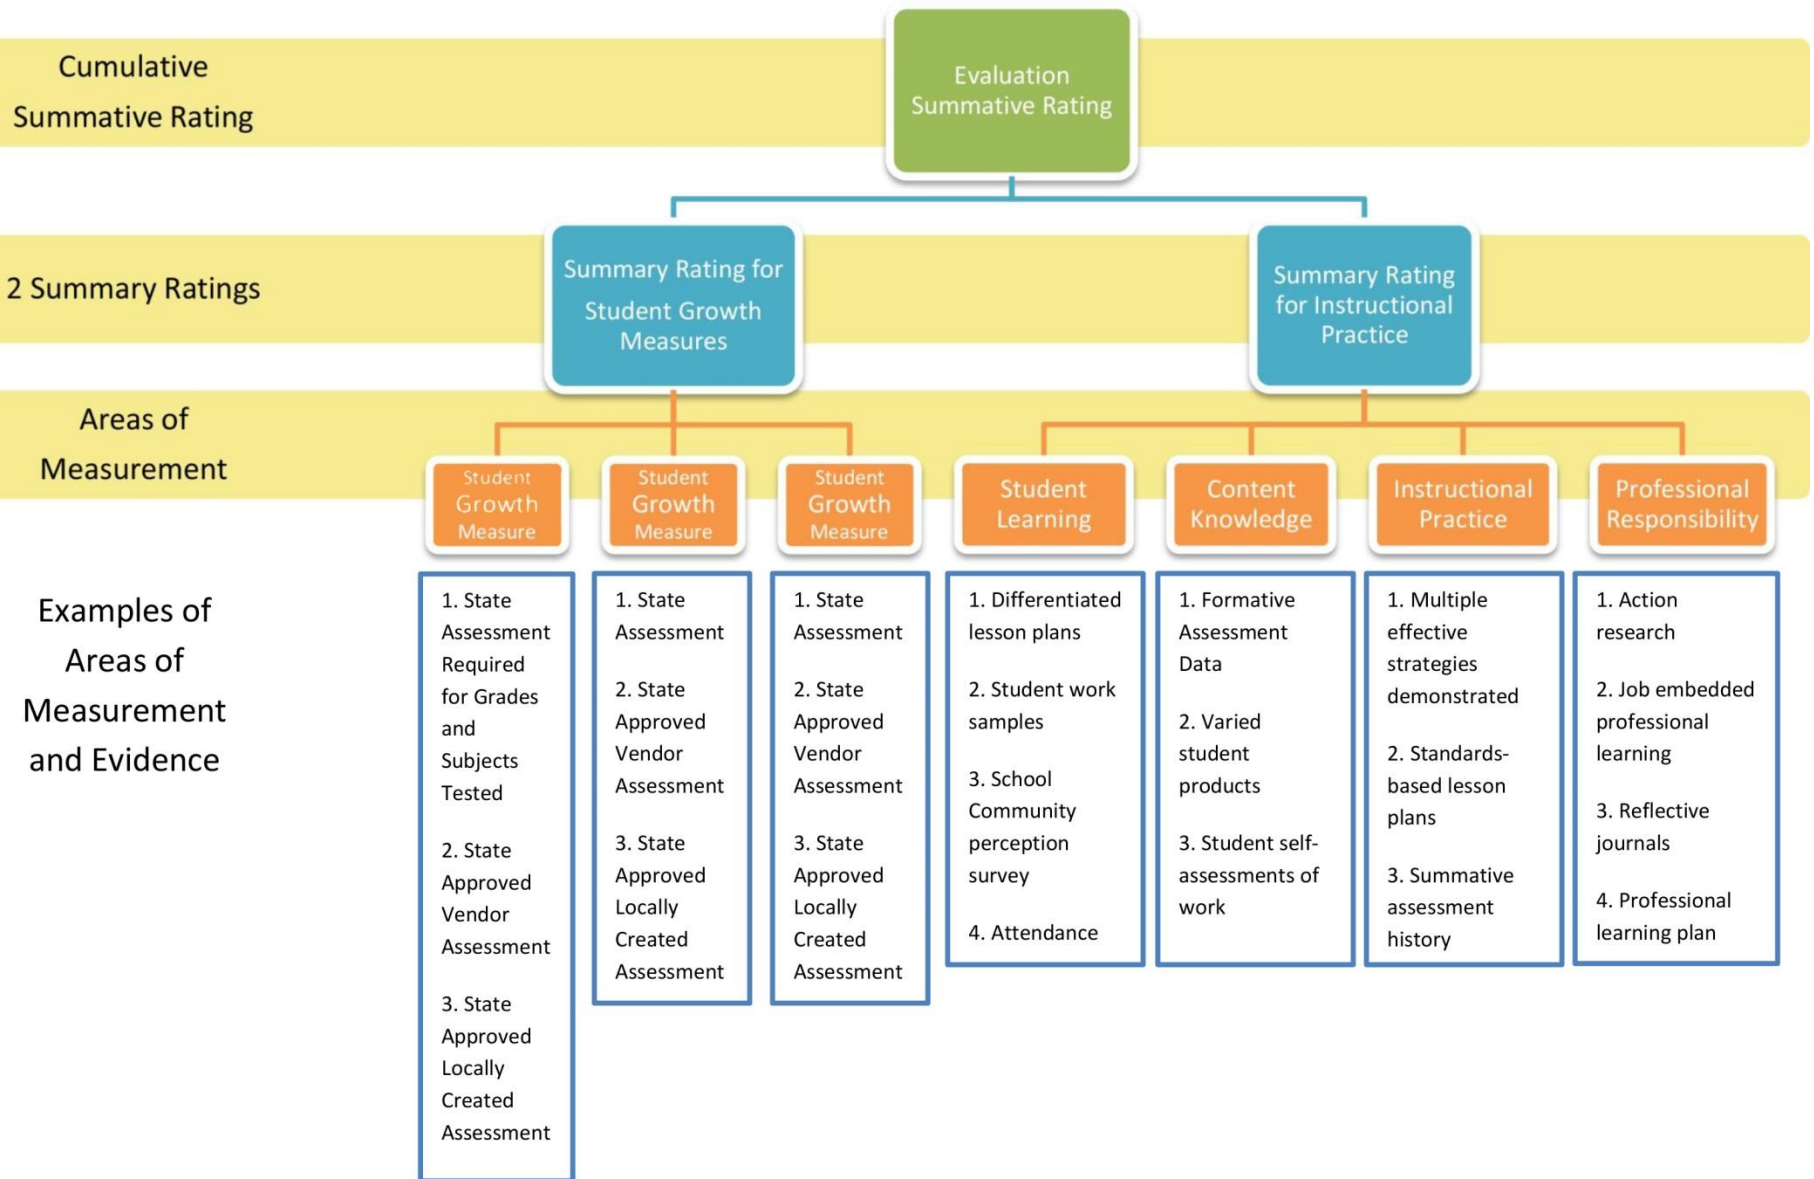 Cumulative
Summative Rating
Evaluation
Summative Rating
2 Summary Ratings
Summary Rating for
Student Growth
Measures
Summary Rating
for Instructional
Practice
Areas of
Measurement
Student
Growth
Measure
Student
Growth
Measure
Student
Growth
Measure
Student
Learning
Content
Knowledge
Instructional
Practice
Professional
Responsibility
Examples of
Areas of
Measurement
and Evidence
1. State
Assessment
Required
for Grades
and
Subjects
Tested
2. State
Approved
Vendor
Assessment
3. State
Approved
Locally
Created
Assessment
1. State
Assessment
2. State
Approved
Vendor
Assessment
3. State
Approved
Locally
Created
Assessment
1. State
Assessment
2. State
Approved
Vendor
Assessment
3. State
Approved
Locally
Created
Assessment
1. Differentiated
lesson plans
2. Student work
samples
3. School
Community
perception
survey
4. Attendance
1. Formative
Assessment
Data
2. Varied
student
products
3. Student self-
assessments of
work
1. Multiple
effective
strategies
demonstrated
2. Standards-
based lesson
plans
3. Summative
assessment
history
1. Action
research
2. Job embedded
professional
learning
3. Reflective
journals
4. Professional
learning plan